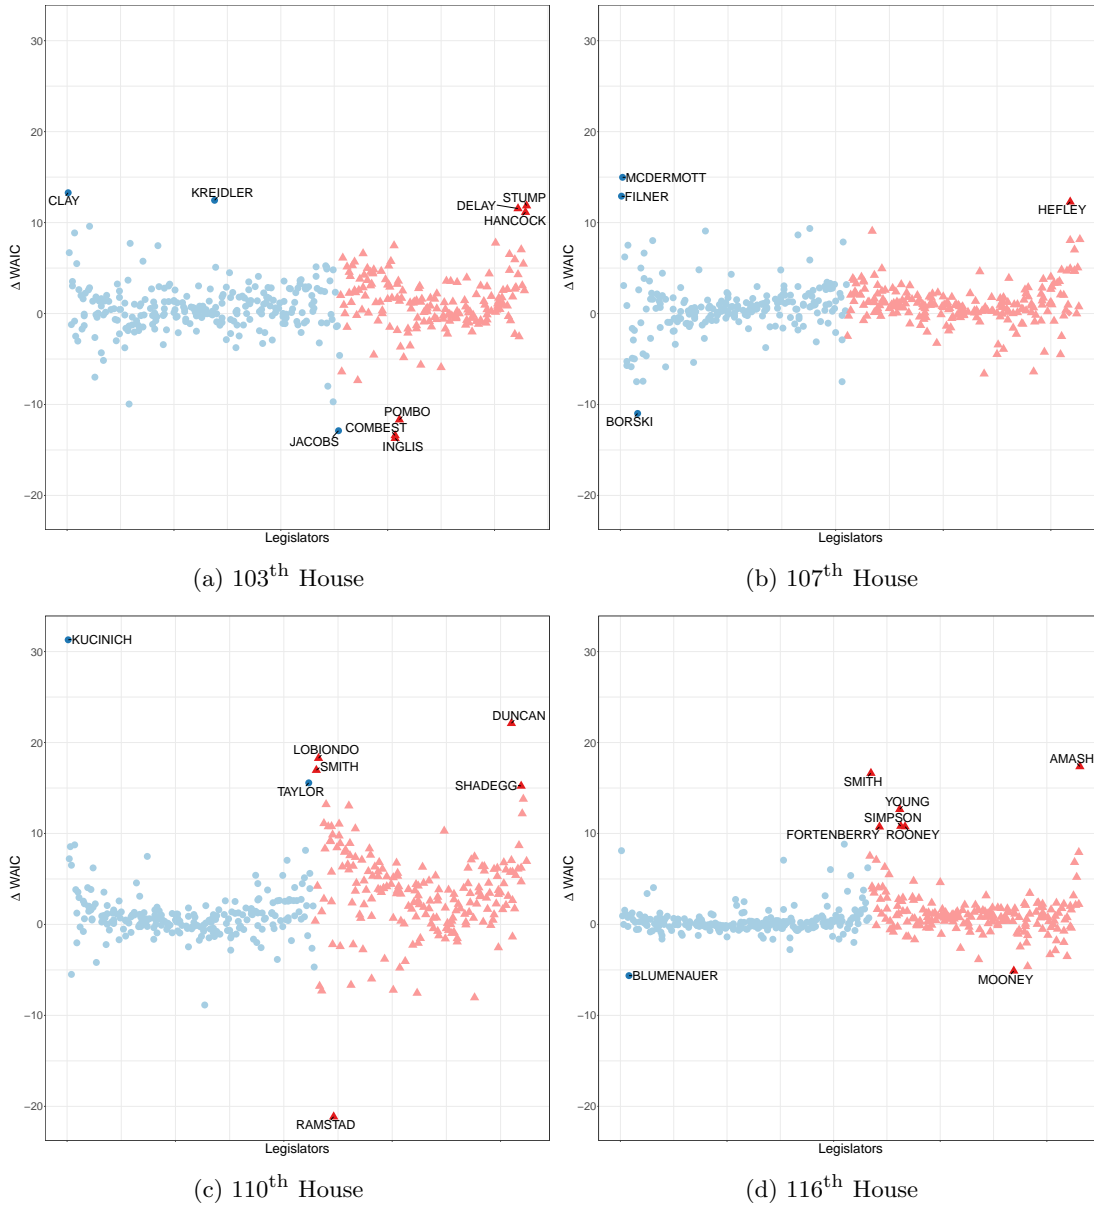 30
20
10
0
−10
−20
Δ WAIC
CLAY
KREIDLER
STUMP
DELAY
HANCOCK
POMBO
COMBEST
JACOBS
INGLIS
Legislators
(a) 103th House
30
20
10
0
−10
−20
Δ WAIC
MCDERMOTT
FILNER
HEFLEY
BORSKI
Legislators
(b) 107th House
30
20
10
0
−10
−20
Δ WAIC
KUCINICH
DUNCAN
LOBIONDO
SMITH
TAYLOR
SHADEGG
RAMSTAD
Legislators
(c) 110th House
30
20
10
0
−10
−20
Δ WAIC
AMASH
SMITH
YOUNG
SIMPSON
FORTENBERRY
ROONEY
BLUMENAUER
MOONEY
Legislators
(d) 116th House